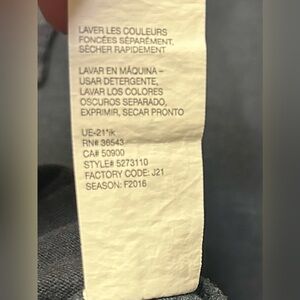 LAVER LES COULEURS
FONCÉES SÉPARÉMENT,
SÉCHER RAPIDEMENT
LAVAR EN MÁQUINA –
USAR DETERGENTE,
LAVAR LOS COLORES
OSCUROS SEPARADO,
EXPRIMIR, SECAR PRONTO
UE-21*ik
RN# 36543
CA# 50900
STYLE# 5273110
FACTORY CODE: J21
SEASON: F2016